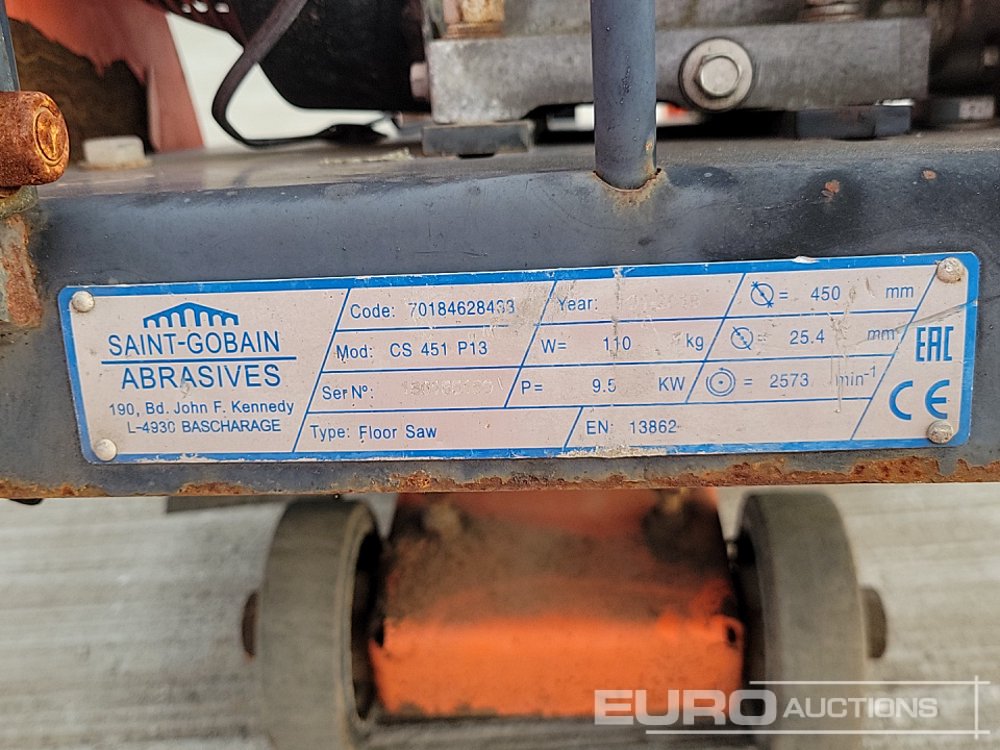 SAINT-GOBAIN
ABRASIVES
190, Bd. John F. Kennedy
L-4930 BASCHARAGE
Code: 70184628433 Year:
Mod: CS 451 P13 W= 110 kg
Ser N°: P= 9.5 KW
Type: Floor Saw EN: 13862
= 450 mm
= 25.4 mm
= 2573 min-1
EAC
CE
EURO AUCTIONS